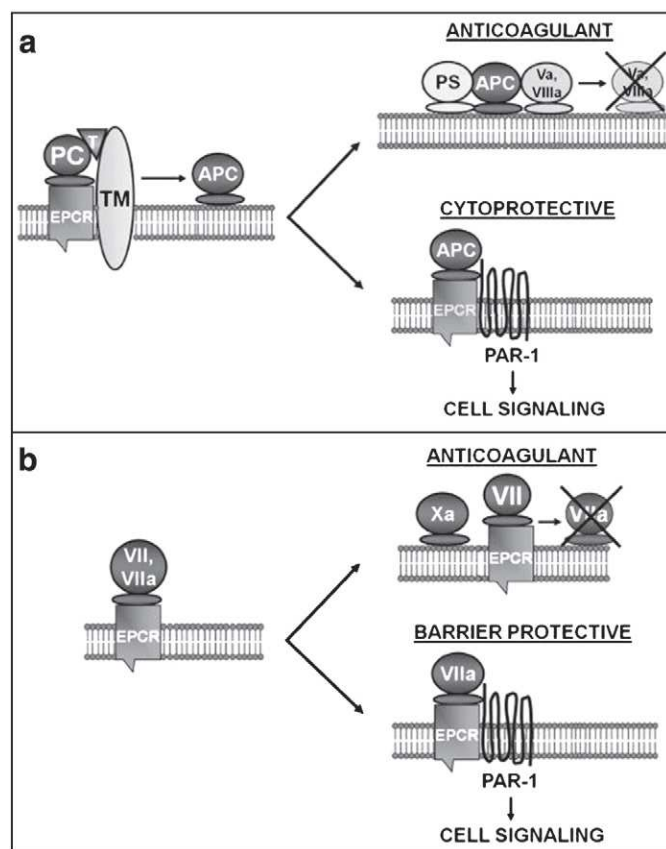 a
ANTICOAGULANT
PS
APC
Va,
VIIIa
Va,
VIIIa
PC
T
TM
EPCR
APC
CYTOPROTECTIVE
APC
EPCR
PAR-1
CELL SIGNALING
b
ANTICOAGULANT
Xa
VII
EPCR
VIIa
VII,
VIIa
EPCR
BARRIER PROTECTIVE
VIIa
EPCR
PAR-1
CELL SIGNALING